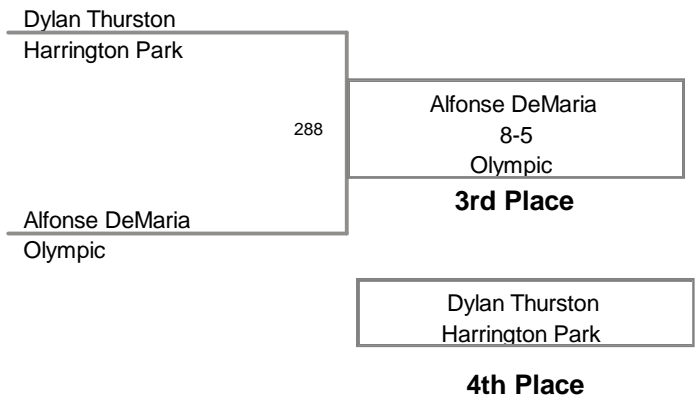 Dylan Thurston
Harrington Park
288
Alfonse DeMaria
8-5
Olympic
3rd Place
Alfonse DeMaria
Olympic
Dylan Thurston
Harrington Park
4th Place